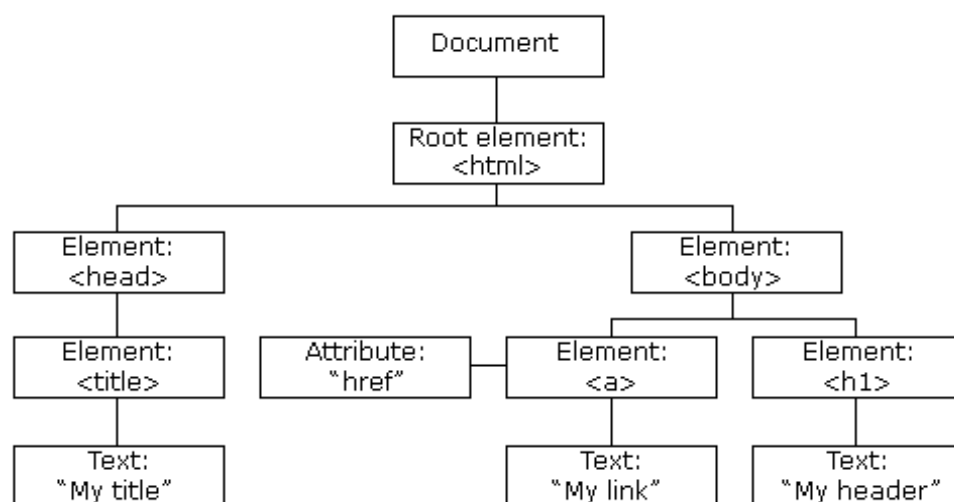 Document
Root element:
<html>
Element:
<head>
Element:
<body>
Element:
<title>
Attribute:
“href”
Element:
<a>
Element:
<h1>
Text:
“My title”
Text:
“My link”
Text:
“My header”